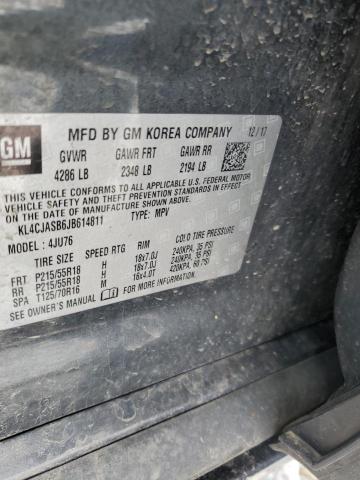 GM
MFD BY GM KOREA COMPANY 12/17
GVWR GAWR FRT GAWR RR
4286 LB 2348 LB 2194 LB
THIS VEHICLE CONFORMS TO ALL APPLICABLE U.S. FEDERAL
MOTOR VEHICLE SAFETY, BUMPER, AND THEFT PREVENTION STANDARDS
IN EFFECT ON THE DATE OF MANUFACTURE SHOWN ABOVE.
KL4CJASB6JB614811 TYPE: MPV
MODEL: 4JU76
TIRE SIZE SPEED RTG RIM COLD TIRE PRESSURE
FRT P215/55R18 H 18x7.0J 240KPA, 35 PSI
RR P215/55R18 H 18x7.0J 240KPA, 35 PSI
SPA T125/70R16 M 16x4.0T 420KPA, 60 PSI
SEE OWNER'S MANUAL FOR MORE INFORMATION.